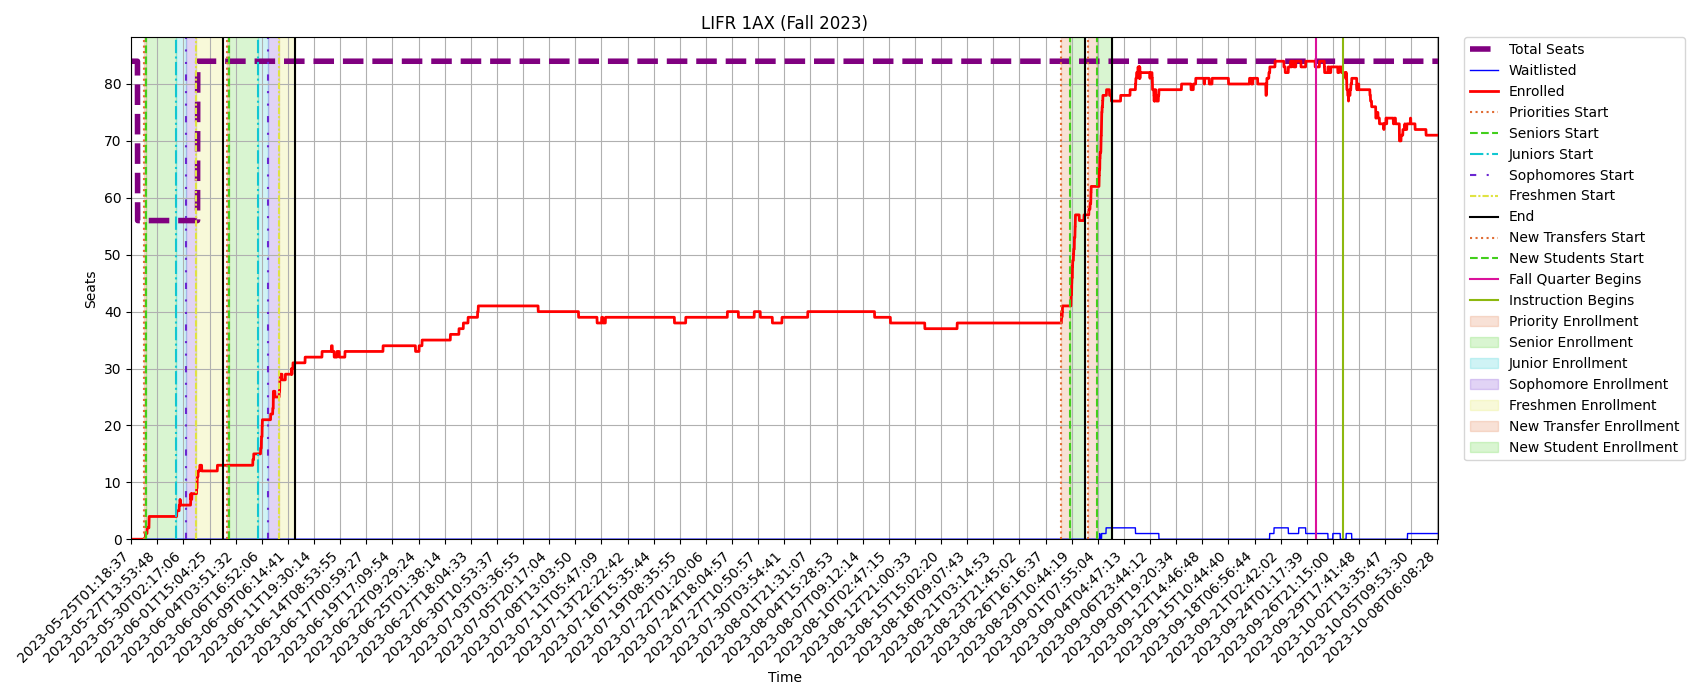 LIFR 1AX (Fall 2023)
Seats
80
70
60
50
40
30
20
10
0
2023-05-25T01:18:37
2023-05-27T13:53:48
2023-05-30T02:17:06
2023-06-01T15:04:25
2023-06-04T03:51:32
2023-06-06T16:52:06
2023-06-09T06:14:41
2023-06-11T19:30:14
2023-06-14T08:53:55
2023-06-17T00:59:27
2023-06-19T17:09:54
2023-06-22T09:29:24
2023-06-25T01:38:14
2023-06-27T18:04:33
2023-06-30T10:53:37
2023-07-03T03:36:55
2023-07-05T20:17:04
2023-07-08T13:03:50
2023-07-11T05:47:09
2023-07-13T22:22:42
2023-07-16T15:35:44
2023-07-19T08:35:55
2023-07-22T01:20:06
2023-07-24T18:04:57
2023-07-27T10:50:57
2023-07-30T03:54:41
2023-08-01T21:31:07
2023-08-04T15:28:53
2023-08-07T09:12:14
2023-08-10T02:47:15
2023-08-12T21:00:33
2023-08-15T15:02:20
2023-08-18T09:07:43
2023-08-21T03:14:53
2023-08-23T21:45:02
2023-08-26T16:16:37
2023-08-29T10:44:19
2023-09-01T07:55:04
2023-09-04T04:47:13
2023-09-06T23:44:12
2023-09-09T19:20:34
2023-09-12T14:46:48
2023-09-15T10:44:40
2023-09-18T06:56:44
2023-09-21T02:42:02
2023-09-24T01:17:39
2023-09-26T21:15:00
2023-09-29T17:41:48
2023-10-02T13:35:47
2023-10-05T09:53:30
2023-10-08T06:08:28
Time
Total Seats
Waitlisted
Enrolled
Priorities Start
Seniors Start
Juniors Start
Sophomores Start
Freshmen Start
End
New Transfers Start
New Students Start
Fall Quarter Begins
Instruction Begins
Priority Enrollment
Senior Enrollment
Junior Enrollment
Sophomore Enrollment
Freshmen Enrollment
New Transfer Enrollment
New Student Enrollment